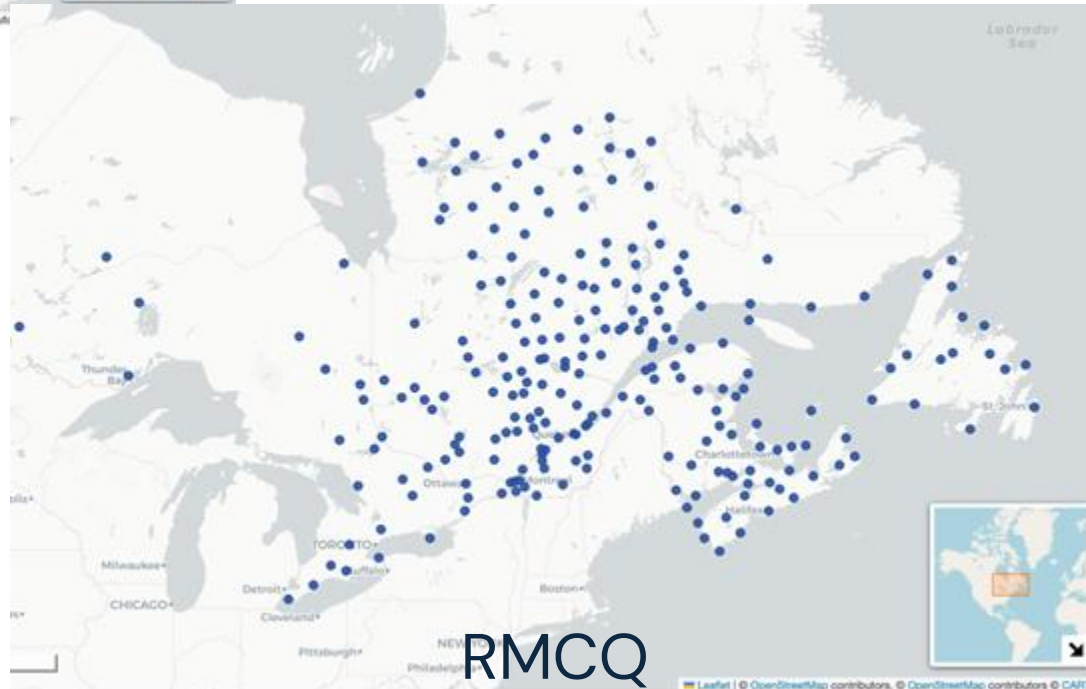 Labrador
Sea
Thunder
Bay
St. John
Charlottetown
Ottawa
Montreal
Halifax
TORONTO
Buffalo
Milwaukee
Detroit
Boston
CHICAGO
Cleveland
Pittsburgh
NEW YORK
Philadelphia
RMCQ
Leaflet | © OpenStreetMap contributors, © OpenStreetMap contributors © CAR